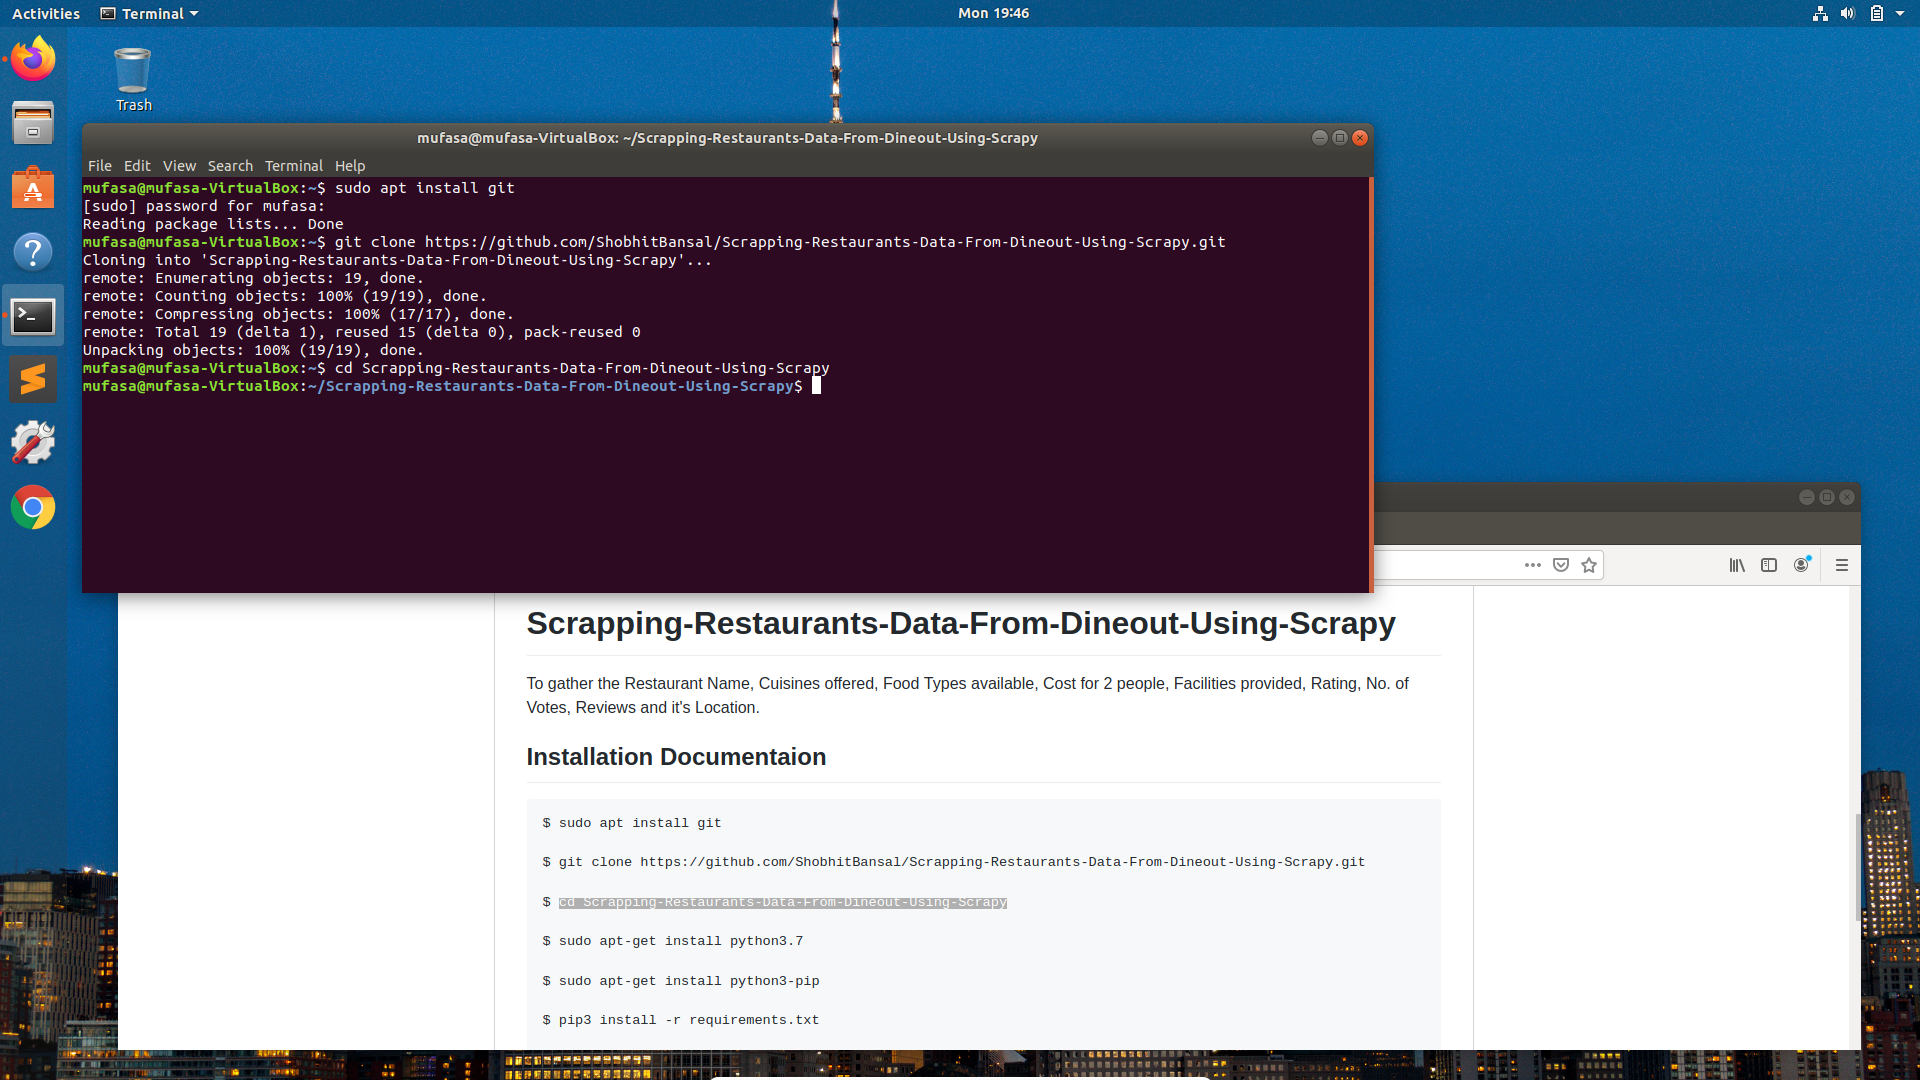 Activities
Terminal
Mon 19:46
Trash
mufasa@mufasa-VirtualBox: ~/Scrapping-Restaurants-Data-From-Dineout-Using-Scrapy
File Edit View Search Terminal Help
mufasa@mufasa-VirtualBox:~$ sudo apt install git
[sudo] password for mufasa:
Reading package lists... Done
mufasa@mufasa-VirtualBox:~$ git clone https://github.com/ShobhitBansal/Scrapping-Restaurants-Data-From-Dineout-Using-Scrapy.git
Cloning into 'Scrapping-Restaurants-Data-From-Dineout-Using-Scrapy'...
remote: Enumerating objects: 19, done.
remote: Counting objects: 100% (19/19), done.
remote: Compressing objects: 100% (17/17), done.
remote: Total 19 (delta 1), reused 15 (delta 0), pack-reused 0
Unpacking objects: 100% (19/19), done.
mufasa@mufasa-VirtualBox:~$ cd Scrapping-Restaurants-Data-From-Dineout-Using-Scrapy
mufasa@mufasa-VirtualBox:~/Scrapping-Restaurants-Data-From-Dineout-Using-Scrapy$
Scrapping-Restaurants-Data-From-Dineout-Using-Scrapy
To gather the Restaurant Name, Cuisines offered, Food Types available, Cost for 2 people, Facilities provided, Rating, No. of
Votes, Reviews and it's Location.
Installation Documentaion
$ sudo apt install git
$ git clone https://github.com/ShobhitBansal/Scrapping-Restaurants-Data-From-Dineout-Using-Scrapy.git
$ cd Scrapping-Restaurants-Data-From-Dineout-Using-Scrapy
$ sudo apt-get install python3.7
$ sudo apt-get install python3-pip
$ pip3 install -r requirements.txt